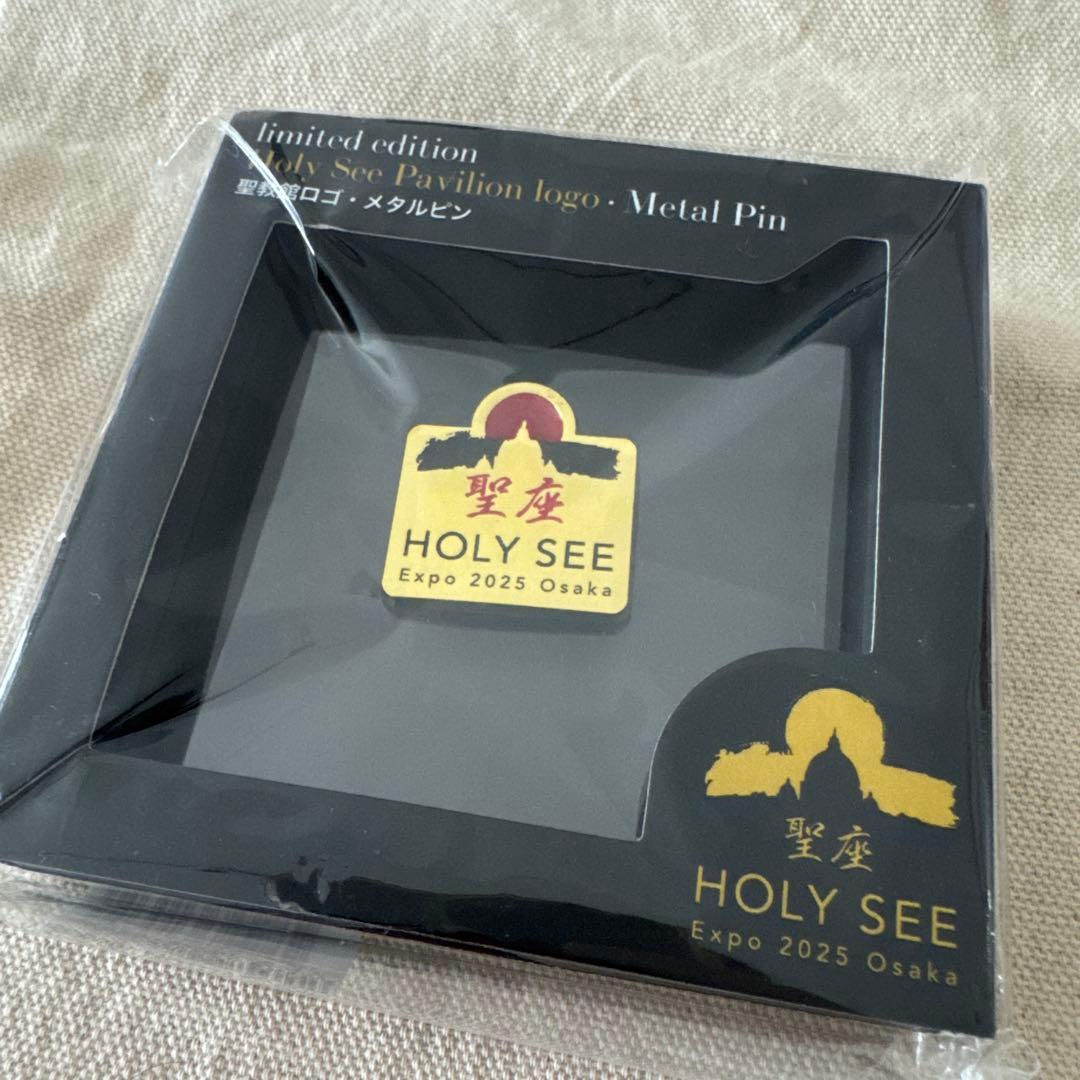 limited edition
Holy See Pavilion logo · Metal Pin
聖教館ロゴ・メタルピン
聖座
HOLY SEE
Expo 2025 Osaka
聖座
HOLY SEE
Expo 2025 Osaka